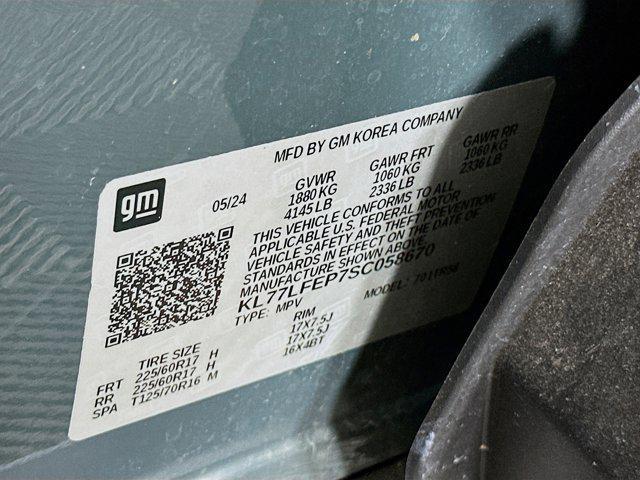 MFD BY GM KOREA COMPANY
gm
05/24
GVWR GAWR FRT GAWR RR
1880 KG 1060 KG 1060 KG
4145 LB 2336 LB 2336 LB
THIS VEHICLE CONFORMS TO ALL
APPLICABLE U.S. FEDERAL MOTOR
VEHICLE SAFETY AND THEFT PREVENTION
STANDARDS IN EFFECT ON THE DATE OF
MANUFACTURE SHOWN ABOVE.
KL77LFEP7SC058670
TYPE: MPV MODEL:
TIRE SIZE RIM
FRT 225/60R17 H 17X7.5J
RR 225/60R17 H 17X7.5J
SPA T125/70R16 M 16X4BT